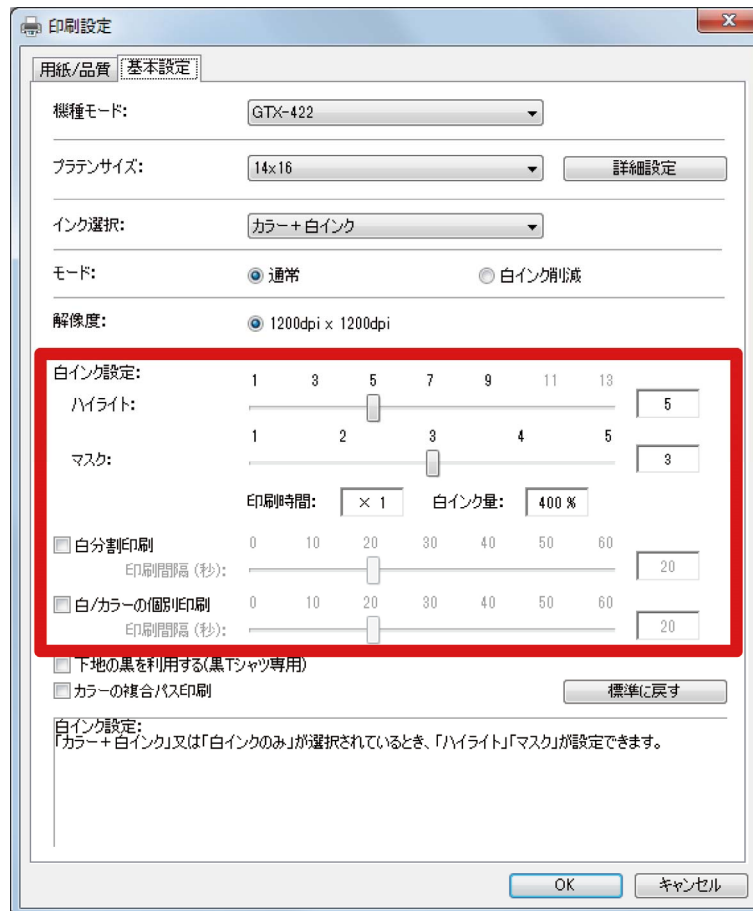 印刷設定
用紙/品質 基本設定
機種モード: GTX-422
プラテンサイズ: 14x16 詳細設定
インク選択: カラー+白インク
モード: 通常 白インク削減
解像度: 1200dpi x 1200dpi
白インク設定: 1 3 5 7 9 11 13
ハイライト: 5
1 2 3 4 5
マスク: 3
印刷時間: × 1 白インク量: 400 %
白分割印刷 0 10 20 30 40 50 60
印刷間隔(秒): 20
白/カラーの個別印刷 0 10 20 30 40 50 60
印刷間隔(秒): 20
下地の黒を利用する(黒Tシャツ専用)
カラーの複合パス印刷 標準に戻す
白インク設定:
「カラー+白インク」又は「白インクのみ」が選択されているとき、「ハイライト」「マスク」が設定できます。
OK キャンセル